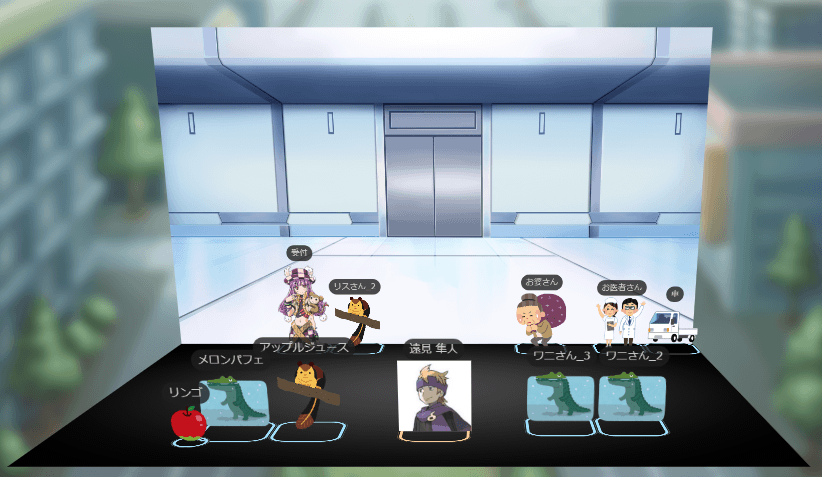 受付
リスさん_2
お婆さん
お医者さん
車
アップルジュース
遠見 隼人
ワニさん_3
ワニさん_2
メロンパフェ
リンゴ